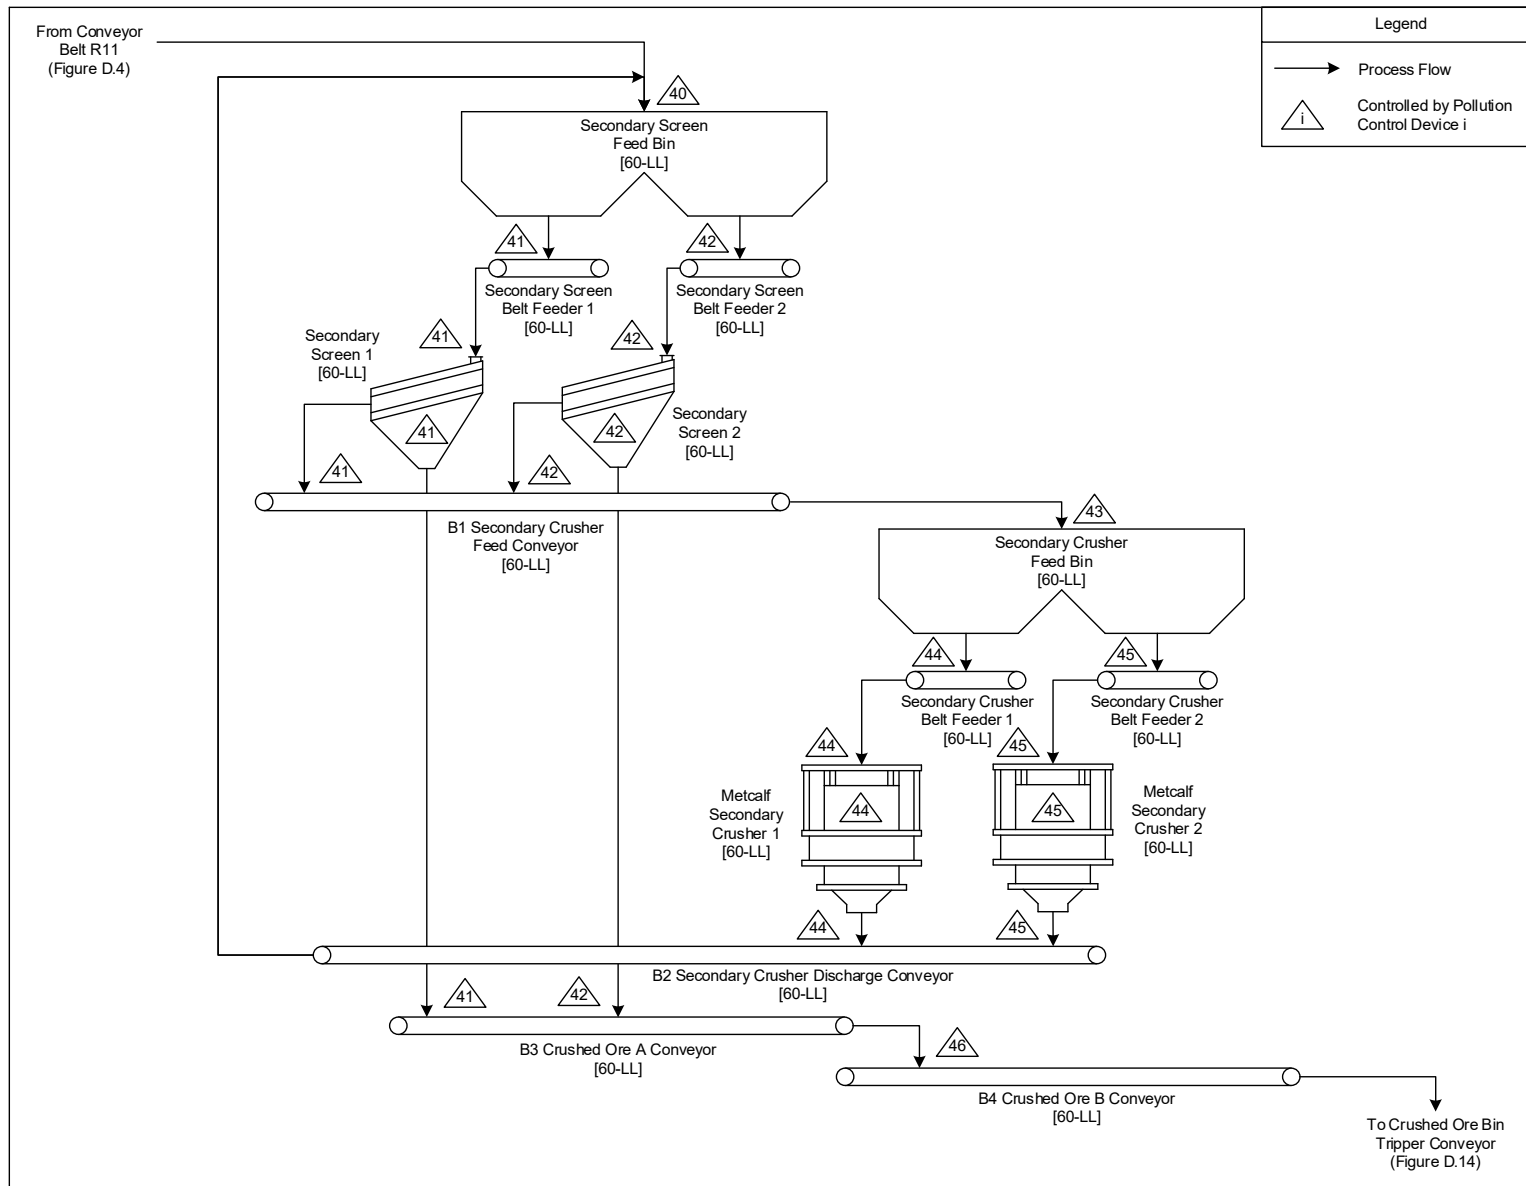 From Conveyor
Belt R11
(Figure D.4)
Legend
Process Flow
i
Controlled by Pollution
Control Device i
40
Secondary Screen
Feed Bin
[60-LL]
41
42
Secondary Screen
Belt Feeder 1
[60-LL]
Secondary Screen
Belt Feeder 2
[60-LL]
Secondary
Screen 1
[60-LL]
41
42
41
42
Secondary
Screen 2
[60-LL]
41
42
B1 Secondary Crusher
Feed Conveyor
[60-LL]
43
Secondary Crusher
Feed Bin
[60-LL]
44
45
Secondary Crusher
Belt Feeder 1
[60-LL]
Secondary Crusher
Belt Feeder 2
[60-LL]
44
45
Metcalf
Secondary
Crusher 1
[60-LL]
44
45
Metcalf
Secondary
Crusher 2
[60-LL]
44
45
B2 Secondary Crusher Discharge Conveyor
[60-LL]
41
42
B3 Crushed Ore A Conveyor
[60-LL]
46
B4 Crushed Ore B Conveyor
[60-LL]
To Crushed Ore Bin
Tripper Conveyor
(Figure D.14)